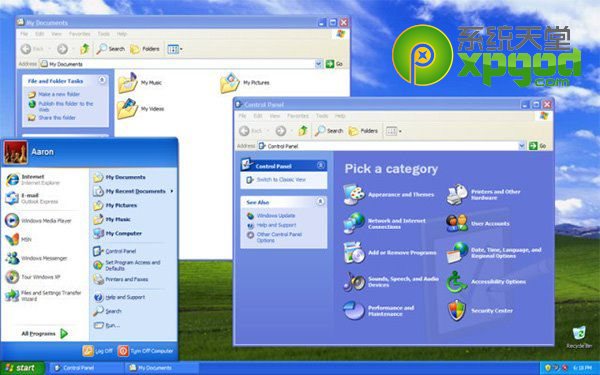 My Documents
File Edit View Favorites Tools Help
Back Search Folders
Address My Documents Go
File and Folder Tasks
Make a new folder
Publish this folder to the
Web
Share this folder
My Music
My Pictures
My Videos
系统天堂
xpgod
.com
Control Panel
File Edit View Favorites Tools Help
Back Search Folders
Address Control Panel Go
Control Panel
Switch to Classic View
See Also
Windows Update
Help and Support
Other Control Panel
Options
Pick a category
Appearance and Themes
Printers and Other
Hardware
Network and Internet
Connections
User Accounts
Add or Remove Programs
Date, Time, Language, and
Regional Options
Sounds, Speech, and Audio
Devices
Accessibility Options
Performance and
Maintenance
Security Center
Aaron
Internet
Internet Explorer
E-mail
Outlook Express
Windows Media Player
MSN
Windows Messenger
Tour Windows XP
Files and Settings Transfer
Wizard
All Programs
My Documents
My Recent Documents
My Pictures
My Music
My Computer
Control Panel
Set Program Access and
Defaults
Printers and Faxes
Help and Support
Search
Run...
Log Off Turn Off Computer
Recycle Bin
start Control Panel My Documents 6:18 PM